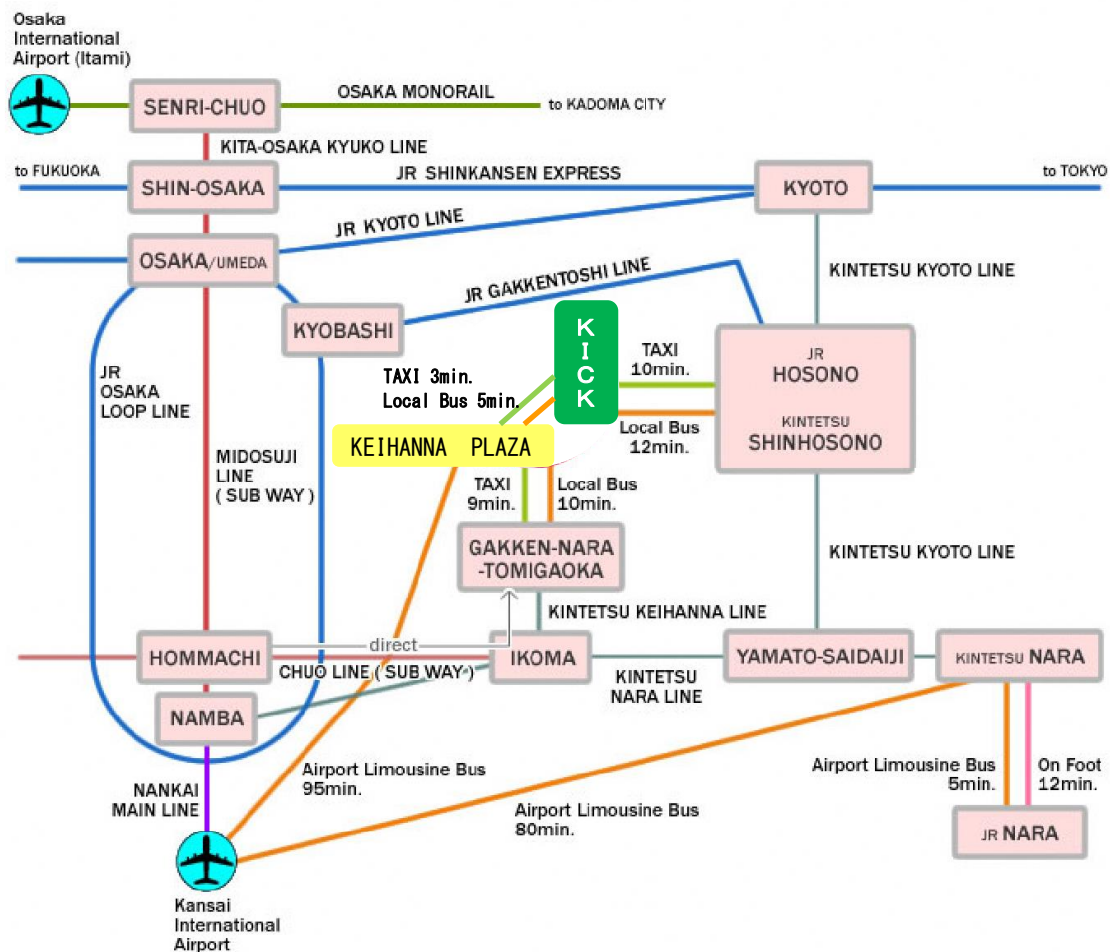 Osaka
International
Airport (Itami)
SENRI-CHUO
OSAKA MONORAIL
to KADOMA CITY
KITA-OSAKA KYUKO LINE
to FUKUOKA
SHIN-OSAKA
JR SHINKANSEN EXPRESS
KYOTO
to TOKYO
JR KYOTO LINE
OSAKA/UMEDA
KINTETSU KYOTO LINE
JR GAKKENTOSHI LINE
KYOBASHI
KICK
JR
OSAKA
LOOP LINE
TAXI 3min.
Local Bus 5min.
TAXI
10min.
JR
HOSONO
KINTETSU
SHINHOSONO
Local Bus
12min.
KEIHANNA PLAZA
MIDOSUJI
LINE
( SUB WAY )
TAXI
9min.
Local Bus
10min.
GAKKEN-NARA
-TOMIGAOKA
KINTETSU KYOTO LINE
KINTETSU KEIHANNA LINE
direct
HOMMACHI
CHUO LINE ( SUB WAY )
IKOMA
KINTETSU
NARA LINE
YAMATO-SAIDAIJI
KINTETSU NARA
NAMBA
NANKAI
MAIN LINE
Airport Limousine Bus
95min.
Airport Limousine Bus
80min.
Airport Limousine Bus
5min.
On Foot
12min.
JR NARA
Kansai
International
Airport